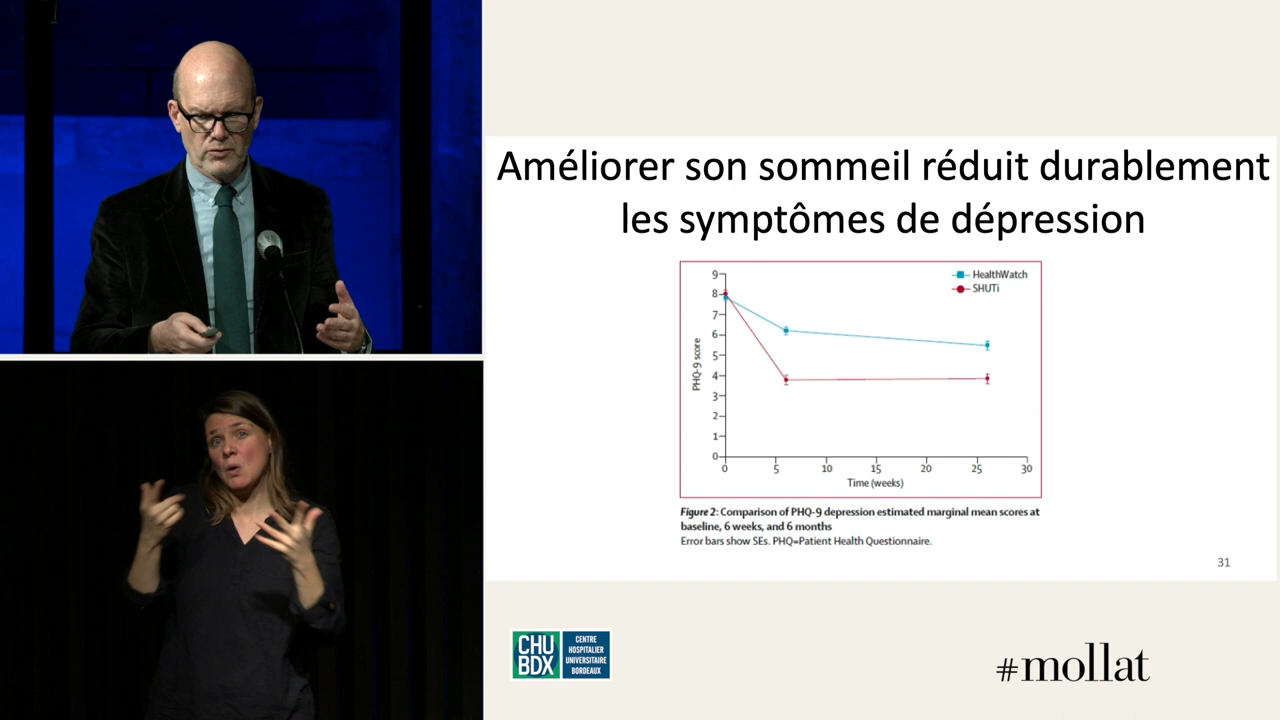 Améliorer son sommeil réduit durablement
les symptômes de dépression
9
8
7
6
5
4
3
2
1
0
PHQ-9 score
HealthWatch
SHUTi
0 5 10 15 20 25 30
Time (weeks)
Figure 2: Comparison of PHQ-9 depression estimated marginal mean scores at
baseline, 6 weeks, and 6 months
Error bars show SEs. PHQ=Patient Health Questionnaire.
31
CHU
BDX
CENTRE
HOSPITALIER
UNIVERSITAIRE
BORDEAUX
#mollat